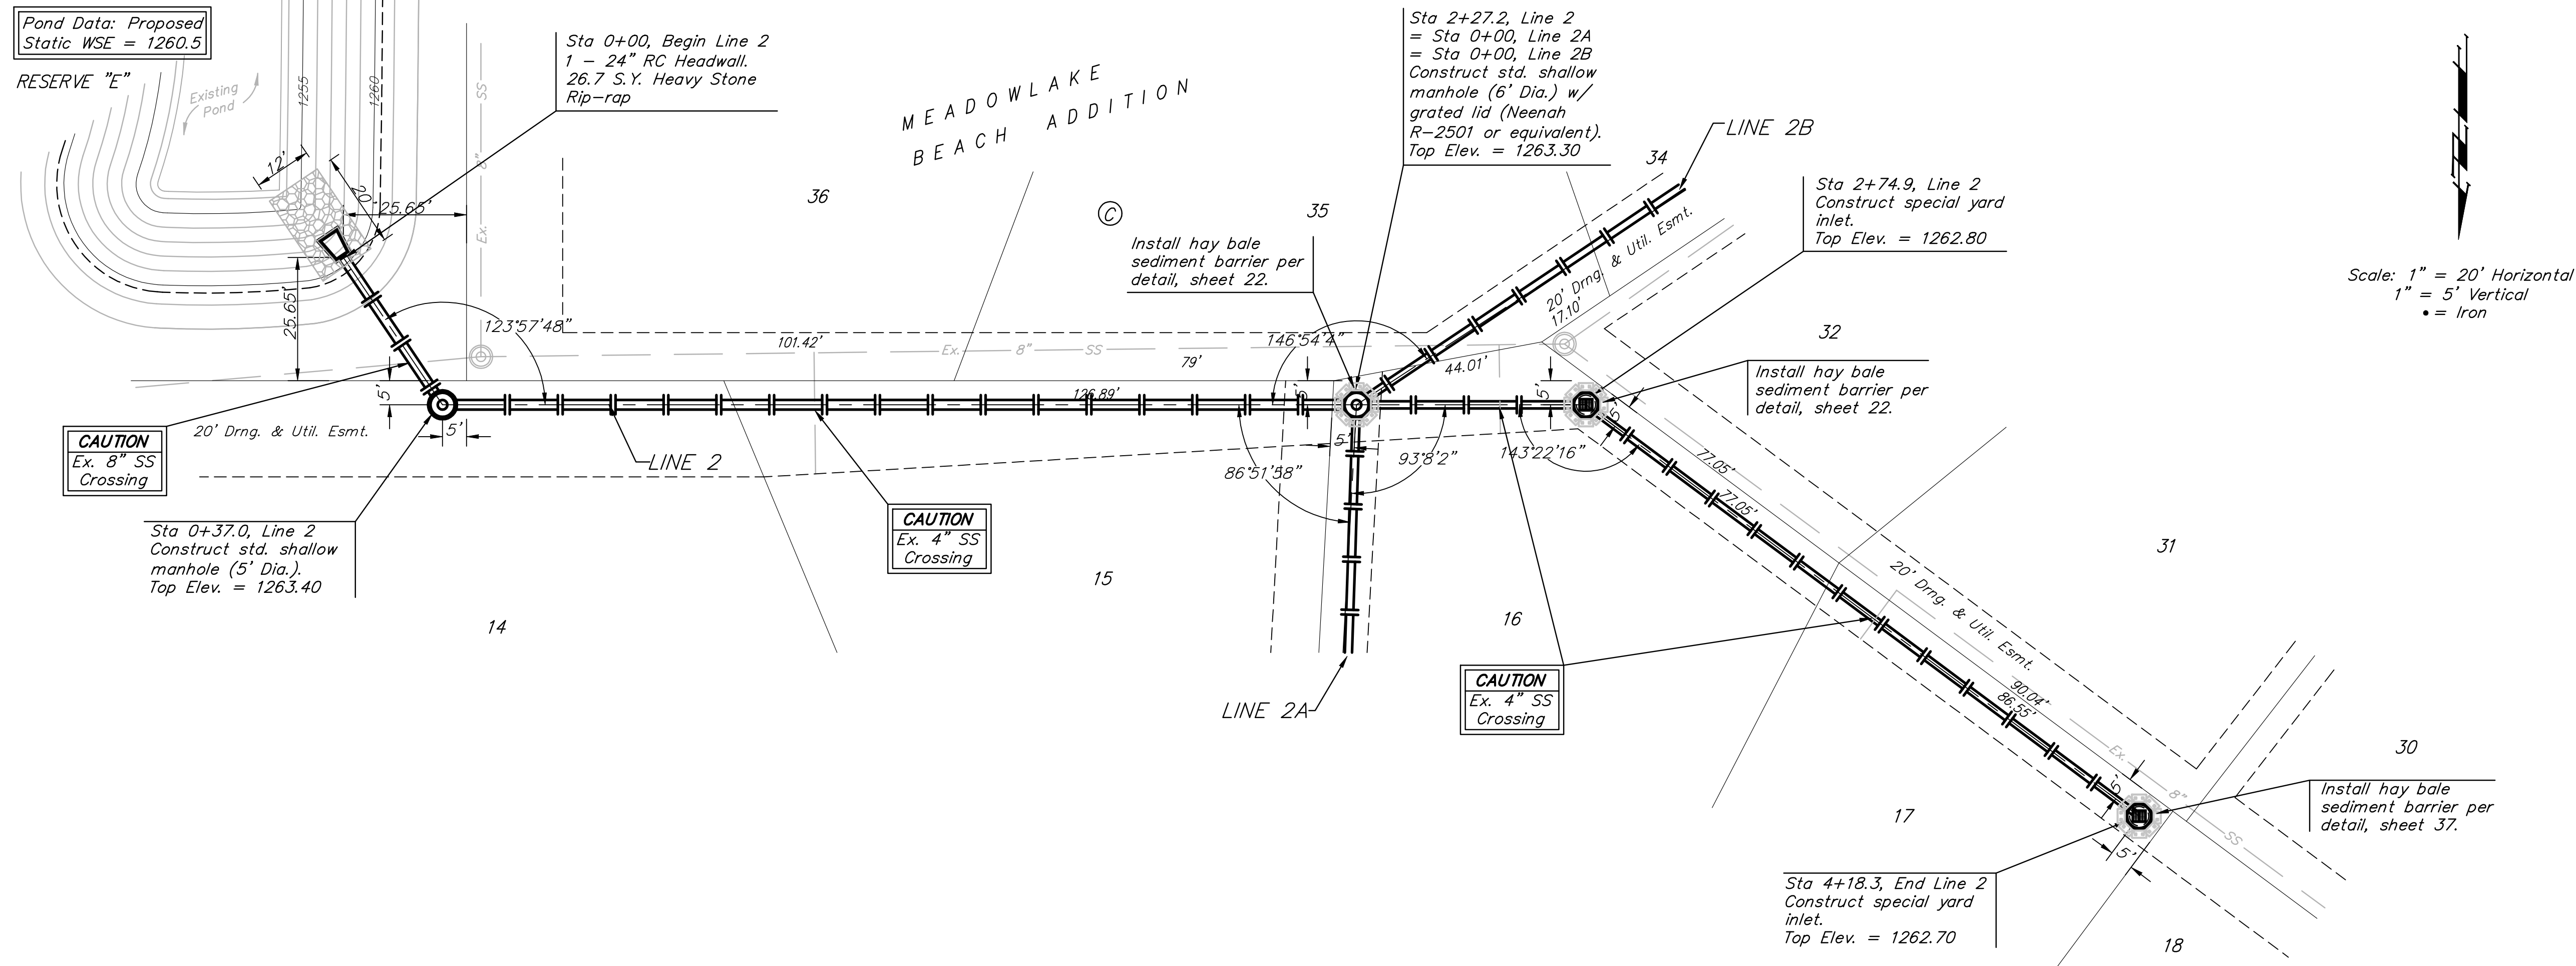 Pond Data: Proposed
Static WSE = 1260.5
RESERVE "E"
Existing
Pond
1255
1260
SS
8"
Ex.
12'
20'
25.65'
25.65'
Sta 0+00, Begin Line 2
1 - 24" RC Headwall.
26.7 S.Y. Heavy Stone
Rip-rap
MEADOWLAKE
BEACH ADDITION
36
C
35
34
Sta 2+27.2, Line 2
= Sta 0+00, Line 2A
= Sta 0+00, Line 2B
Construct std. shallow
manhole (6' Dia.) w/
grated lid (Neenah
R-2501 or equivalent).
Top Elev. = 1263.30
LINE 2B
Sta 2+74.9, Line 2
Construct special yard
inlet.
Top Elev. = 1262.80
Scale: 1" = 20' Horizontal
1" = 5' Vertical
• = Iron
Install hay bale
sediment barrier per
detail, sheet 22.
20' Drng. & Util. Esmt.
17.10'
32
Install hay bale
sediment barrier per
detail, sheet 22.
123°57'48"
101.42'
Ex. 8" SS
79'
146°54'4"
44.01'
126.89'
5'
5'
5'
5'
5'
5'
CAUTION
Ex. 8" SS
Crossing
20' Drng. & Util. Esmt.
LINE 2
86°51'58"
93°8'2"
143°22'16"
77.05'
77.05'
Sta 0+37.0, Line 2
Construct std. shallow
manhole (5' Dia.).
Top Elev. = 1263.40
CAUTION
Ex. 4" SS
Crossing
14
15
16
31
20' Drng. & Util. Esmt.
LINE 2A
CAUTION
Ex. 4" SS
Crossing
90.04'
86.55'
Ex.
8"
SS
5'
5'
30
Install hay bale
sediment barrier per
detail, sheet 37.
17
Sta 4+18.3, End Line 2
Construct special yard
inlet.
Top Elev. = 1262.70
18